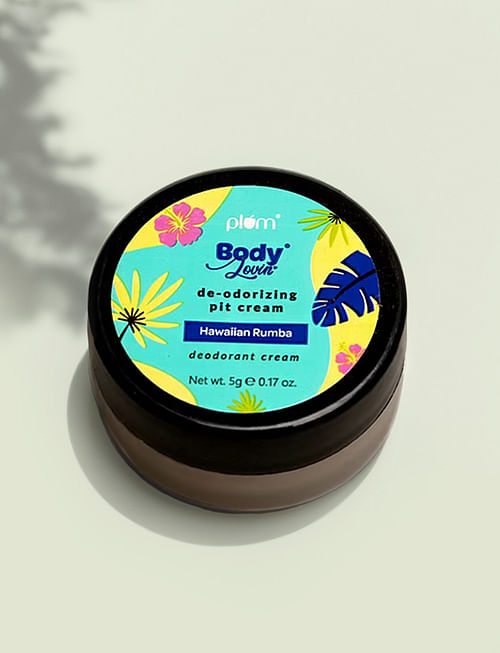 plum
Body
Lovin'
de-odorizing
pit cream
Hawaiian Rumba
deodorant cream
Net wt. 5g ℮ 0.17 oz.